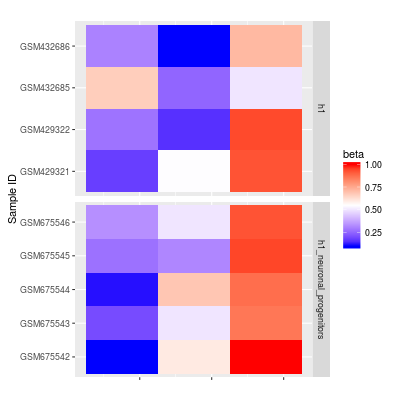 GSM432686
GSM432685
GSM429322
GSM429321
h1
GSM675546
GSM675545
GSM675544
GSM675543
GSM675542
h1_neuronal_progenitors
Sample ID
beta
1.00
0.75
0.50
0.25